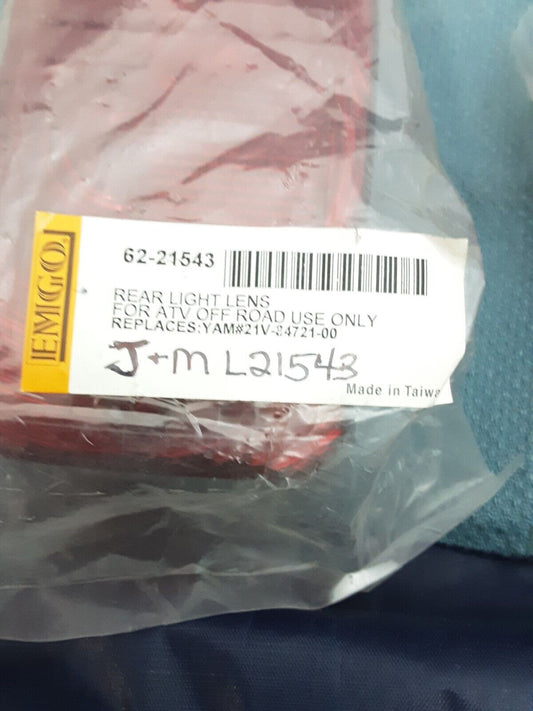 EMGO
62-21543
REAR LIGHT LENS
FOR ATV OFF ROAD USE ONLY
REPLACES:YAM#21V-84721-00
J+M L21543
Made in Taiwa